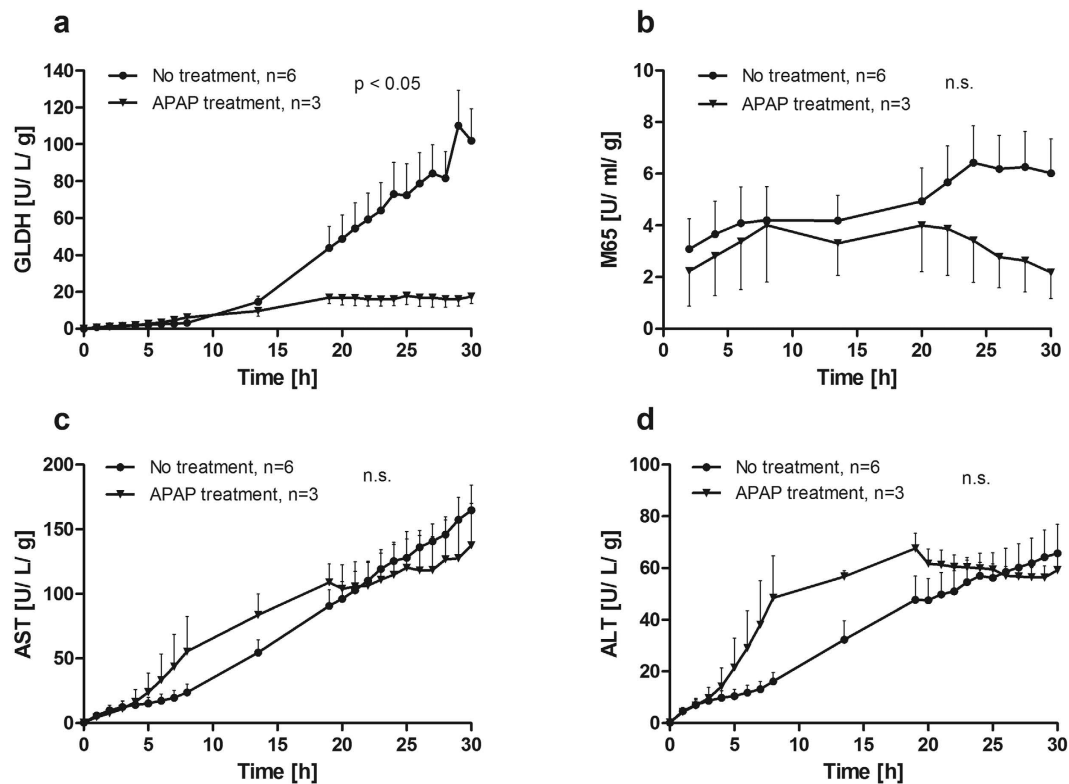 a
GLDH [U/ L/ g]
140
120
100
80
60
40
20
0
No treatment, n=6
APAP treatment, n=3
p < 0.05
0 5 10 15 20 25 30
Time [h]
b
M65 [U/ ml/ g]
10
8
6
4
2
0
No treatment, n=6
APAP treatment, n=3
n.s.
0 5 10 15 20 25 30
Time [h]
c
AST [U/ L/ g]
200
150
100
50
0
No treatment, n=6
APAP treatment, n=3
n.s.
0 5 10 15 20 25 30
Time [h]
d
ALT [U/ L/ g]
100
80
60
40
20
0
No treatment, n=6
APAP treatment, n=3
n.s.
0 5 10 15 20 25 30
Time [h]